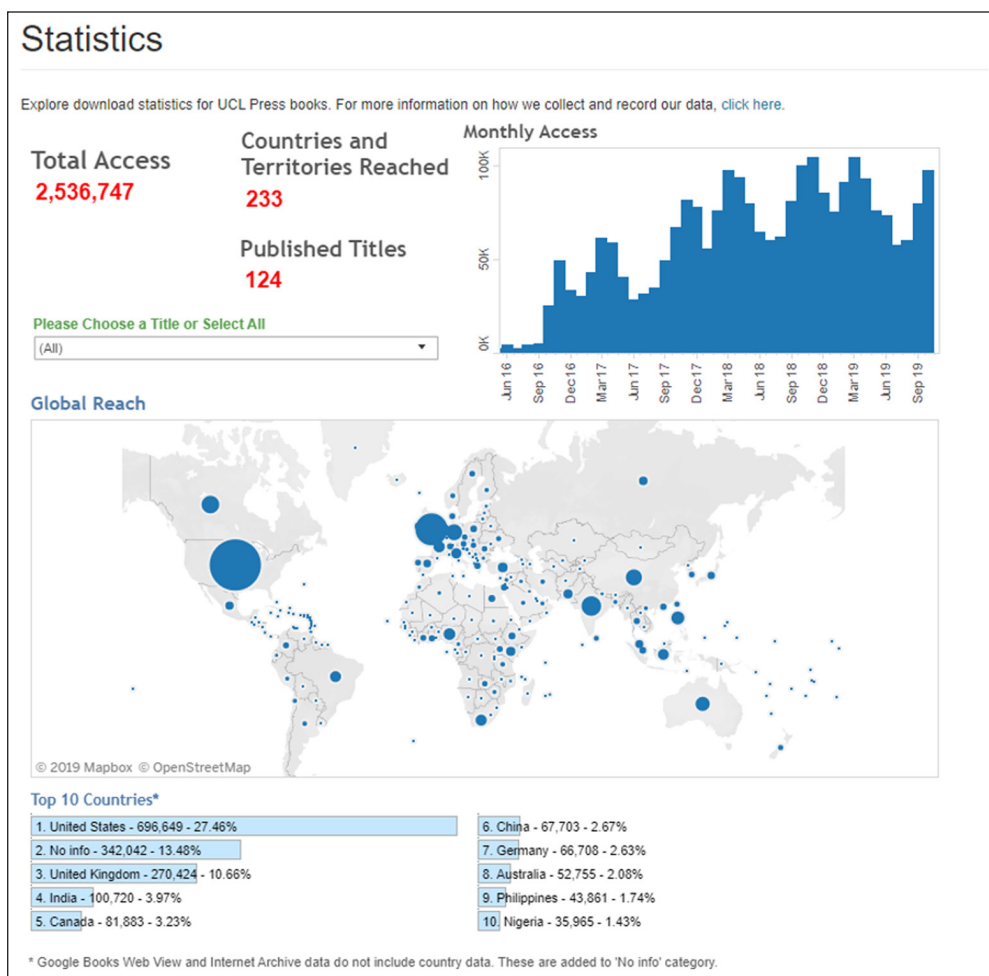 Statistics
Explore download statistics for UCL Press books. For more information on how we collect and record our data, click here.
Total Access
2,536,747
Countries and
Territories Reached
233
Published Titles
124
Please Choose a Title or Select All
(All)
Monthly Access
100K
50K
0K
Jun 16
Sep 16
Dec16
Mar17
Jun 17
Sep 17
Dec17
Mar18
Jun 18
Sep 18
Dec18
Mar19
Jun 19
Sep 19
Global Reach
© 2019 Mapbox © OpenStreetMap
Top 10 Countries*
1. United States - 696,649 - 27.46%
2. No info - 342,042 - 13.48%
3. United Kingdom - 270,424 - 10.66%
4. India - 100,720 - 3.97%
5. Canada - 81,883 - 3.23%
6. China - 67,703 - 2.67%
7. Germany - 66,708 - 2.63%
8. Australia - 52,755 - 2.08%
9. Philippines - 43,861 - 1.74%
10. Nigeria - 35,965 - 1.43%
* Google Books Web View and Internet Archive data do not include country data. These are added to 'No info' category.